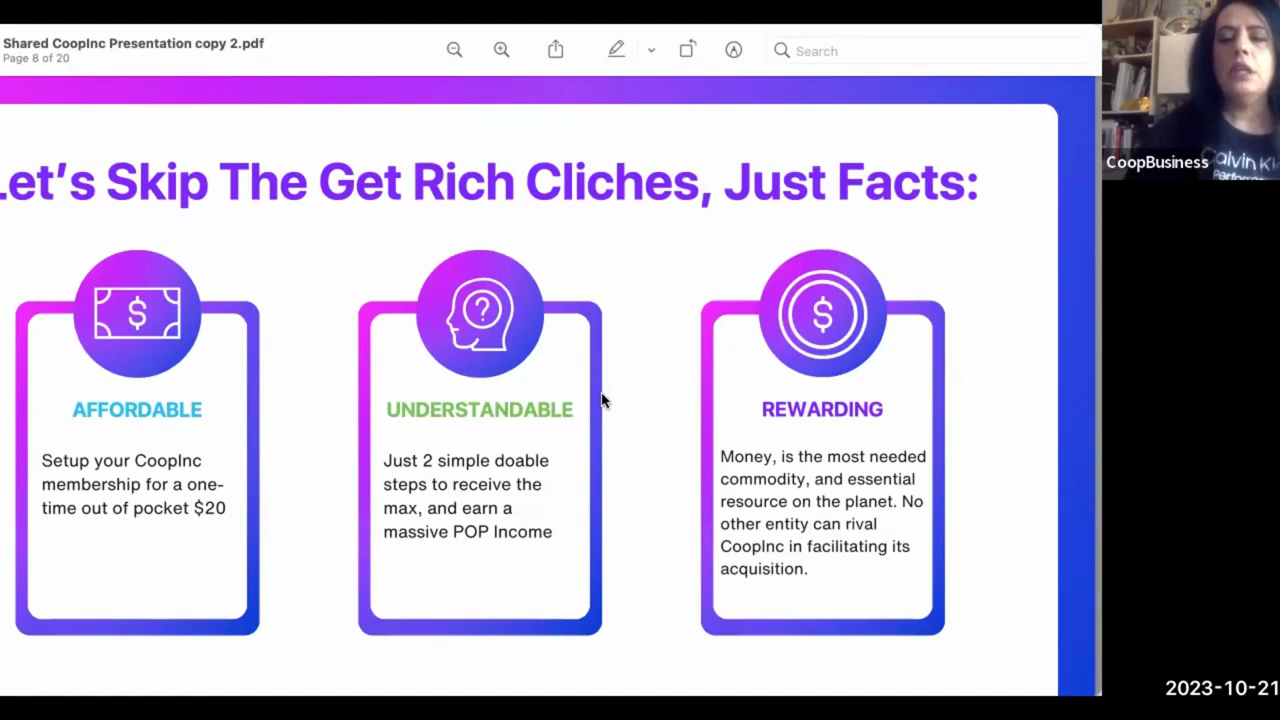 Shared CoopInc Presentation copy 2.pdf
Page 8 of 20
Search
Let's Skip The Get Rich Cliches, Just Facts:
AFFORDABLE
Setup your CoopInc
membership for a one-
time out of pocket $20
UNDERSTANDABLE
Just 2 simple doable
steps to receive the
max, and earn a
massive POP Income
REWARDING
Money, is the most needed
commodity, and essential
resource on the planet. No
other entity can rival
CoopInc in facilitating its
acquisition.
CoopBusiness
Calvin Kl
Perform
2023-10-21